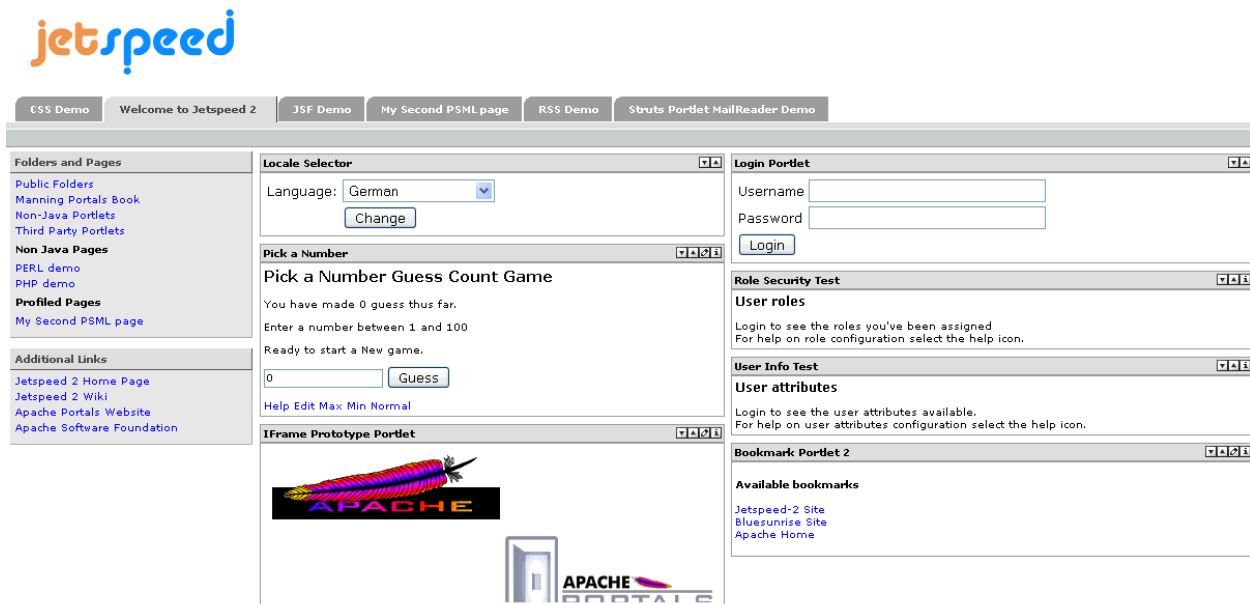 jetspeed
CSS Demo
Welcome to Jetspeed 2
JSF Demo
My Second PSML page
RSS Demo
Struts Portlet MailReader Demo
Folders and Pages
Public Folders
Manning Portals Book
Non-Java Portlets
Third Party Portlets
Non Java Pages
PERL demo
PHP demo
Profiled Pages
My Second PSML page
Additional Links
Jetspeed 2 Home Page
Jetspeed 2 Wiki
Apache Portals Website
Apache Software Foundation
Locale Selector
Language: German
Change
Pick a Number
Pick a Number Guess Count Game
You have made 0 guess thus far.
Enter a number between 1 and 100
Ready to start a New game.
0 Guess
Help Edit Max Min Normal
IFrame Prototype Portlet
APACHE
APACHE
PORTALS
Login Portlet
Username
Password
Login
Role Security Test
User roles
Login to see the roles you've been assigned
For help on role configuration select the help icon.
User Info Test
User attributes
Login to see the user attributes available.
For help on user attributes configuration select the help icon.
Bookmark Portlet 2
Available bookmarks
Jetspeed-2 Site
Bluesunrise Site
Apache Home